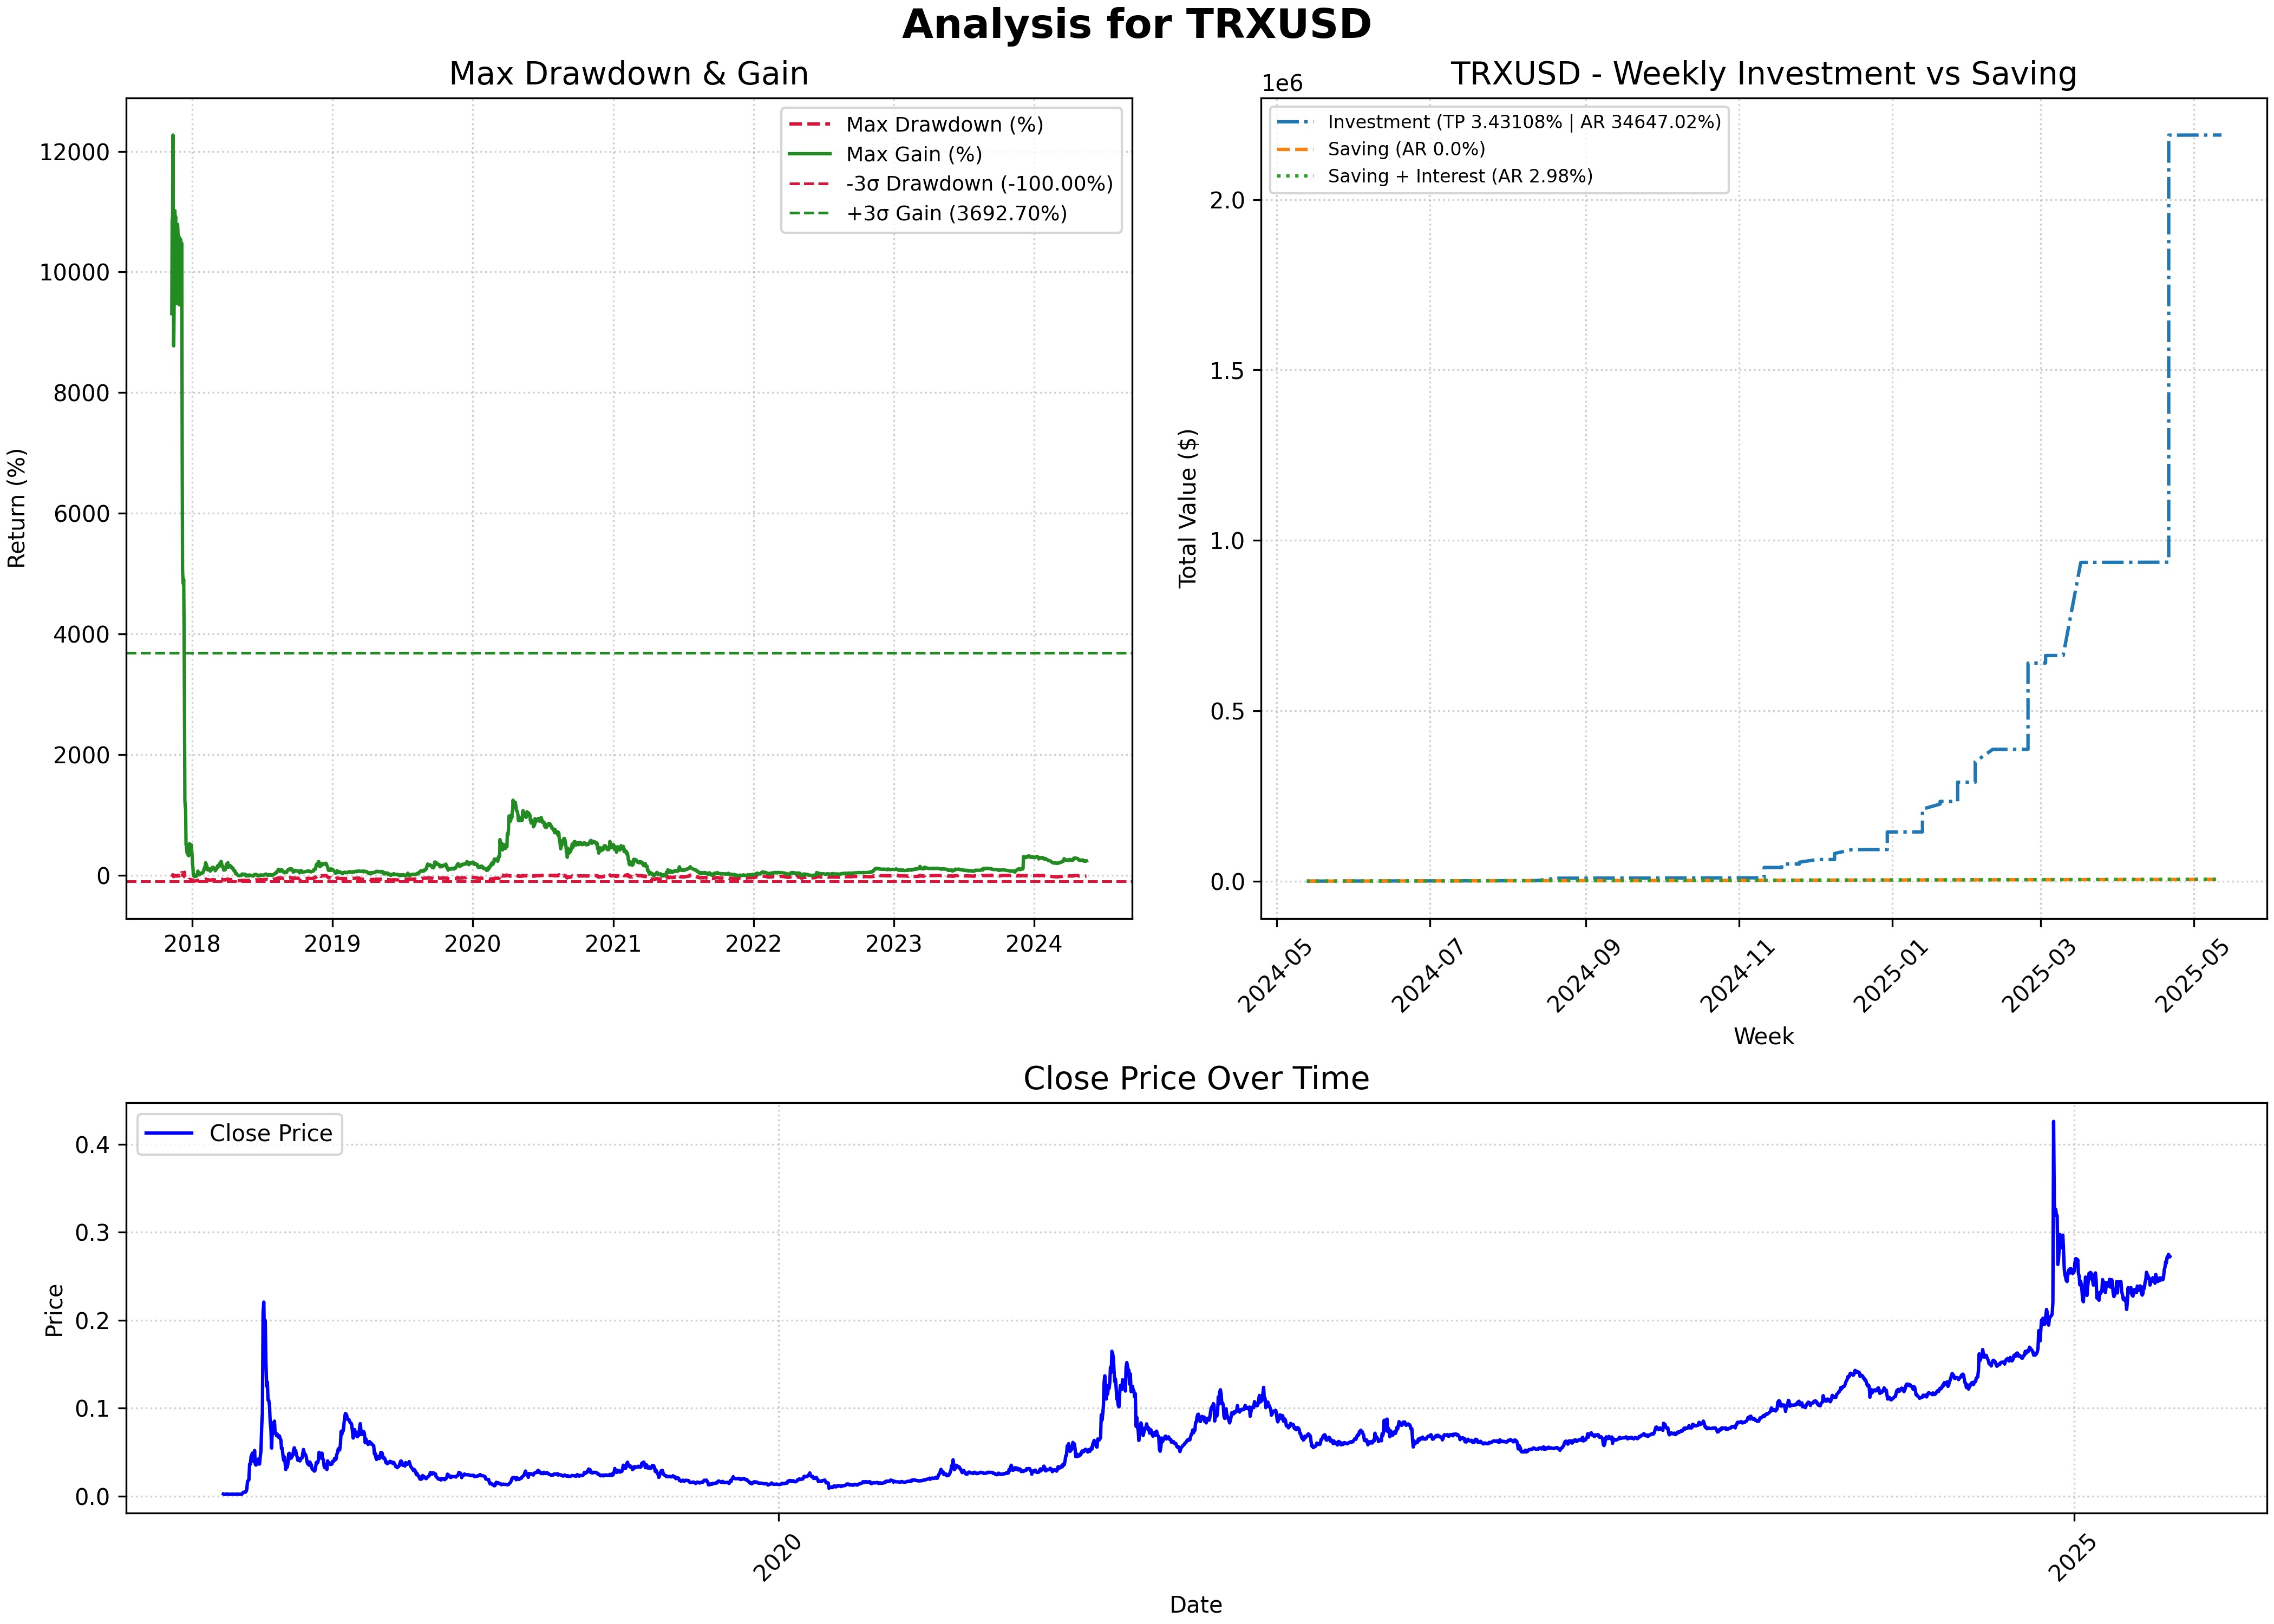 Analysis for TRXUSD
Max Drawdown & Gain
Return (%)
12000
10000
8000
6000
4000
2000
0
Max Drawdown (%)
Max Gain (%)
-3σ Drawdown (-100.00%)
+3σ Gain (3692.70%)
2018 2019 2020 2021 2022 2023 2024
TRXUSD - Weekly Investment vs Saving
1e6
Total Value ($)
2.0
1.5
1.0
0.5
0.0
Investment (TP 3.43108% | AR 34647.02%)
Saving (AR 0.0%)
Saving + Interest (AR 2.98%)
2024-05 2024-07 2024-09 2024-11 2025-01 2025-03 2025-05
Week
Close Price Over Time
Price
0.4
0.3
0.2
0.1
0.0
Close Price
2020 2025
Date